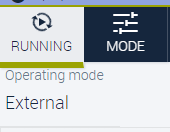 RUNNING
MODE
Operating mode
External